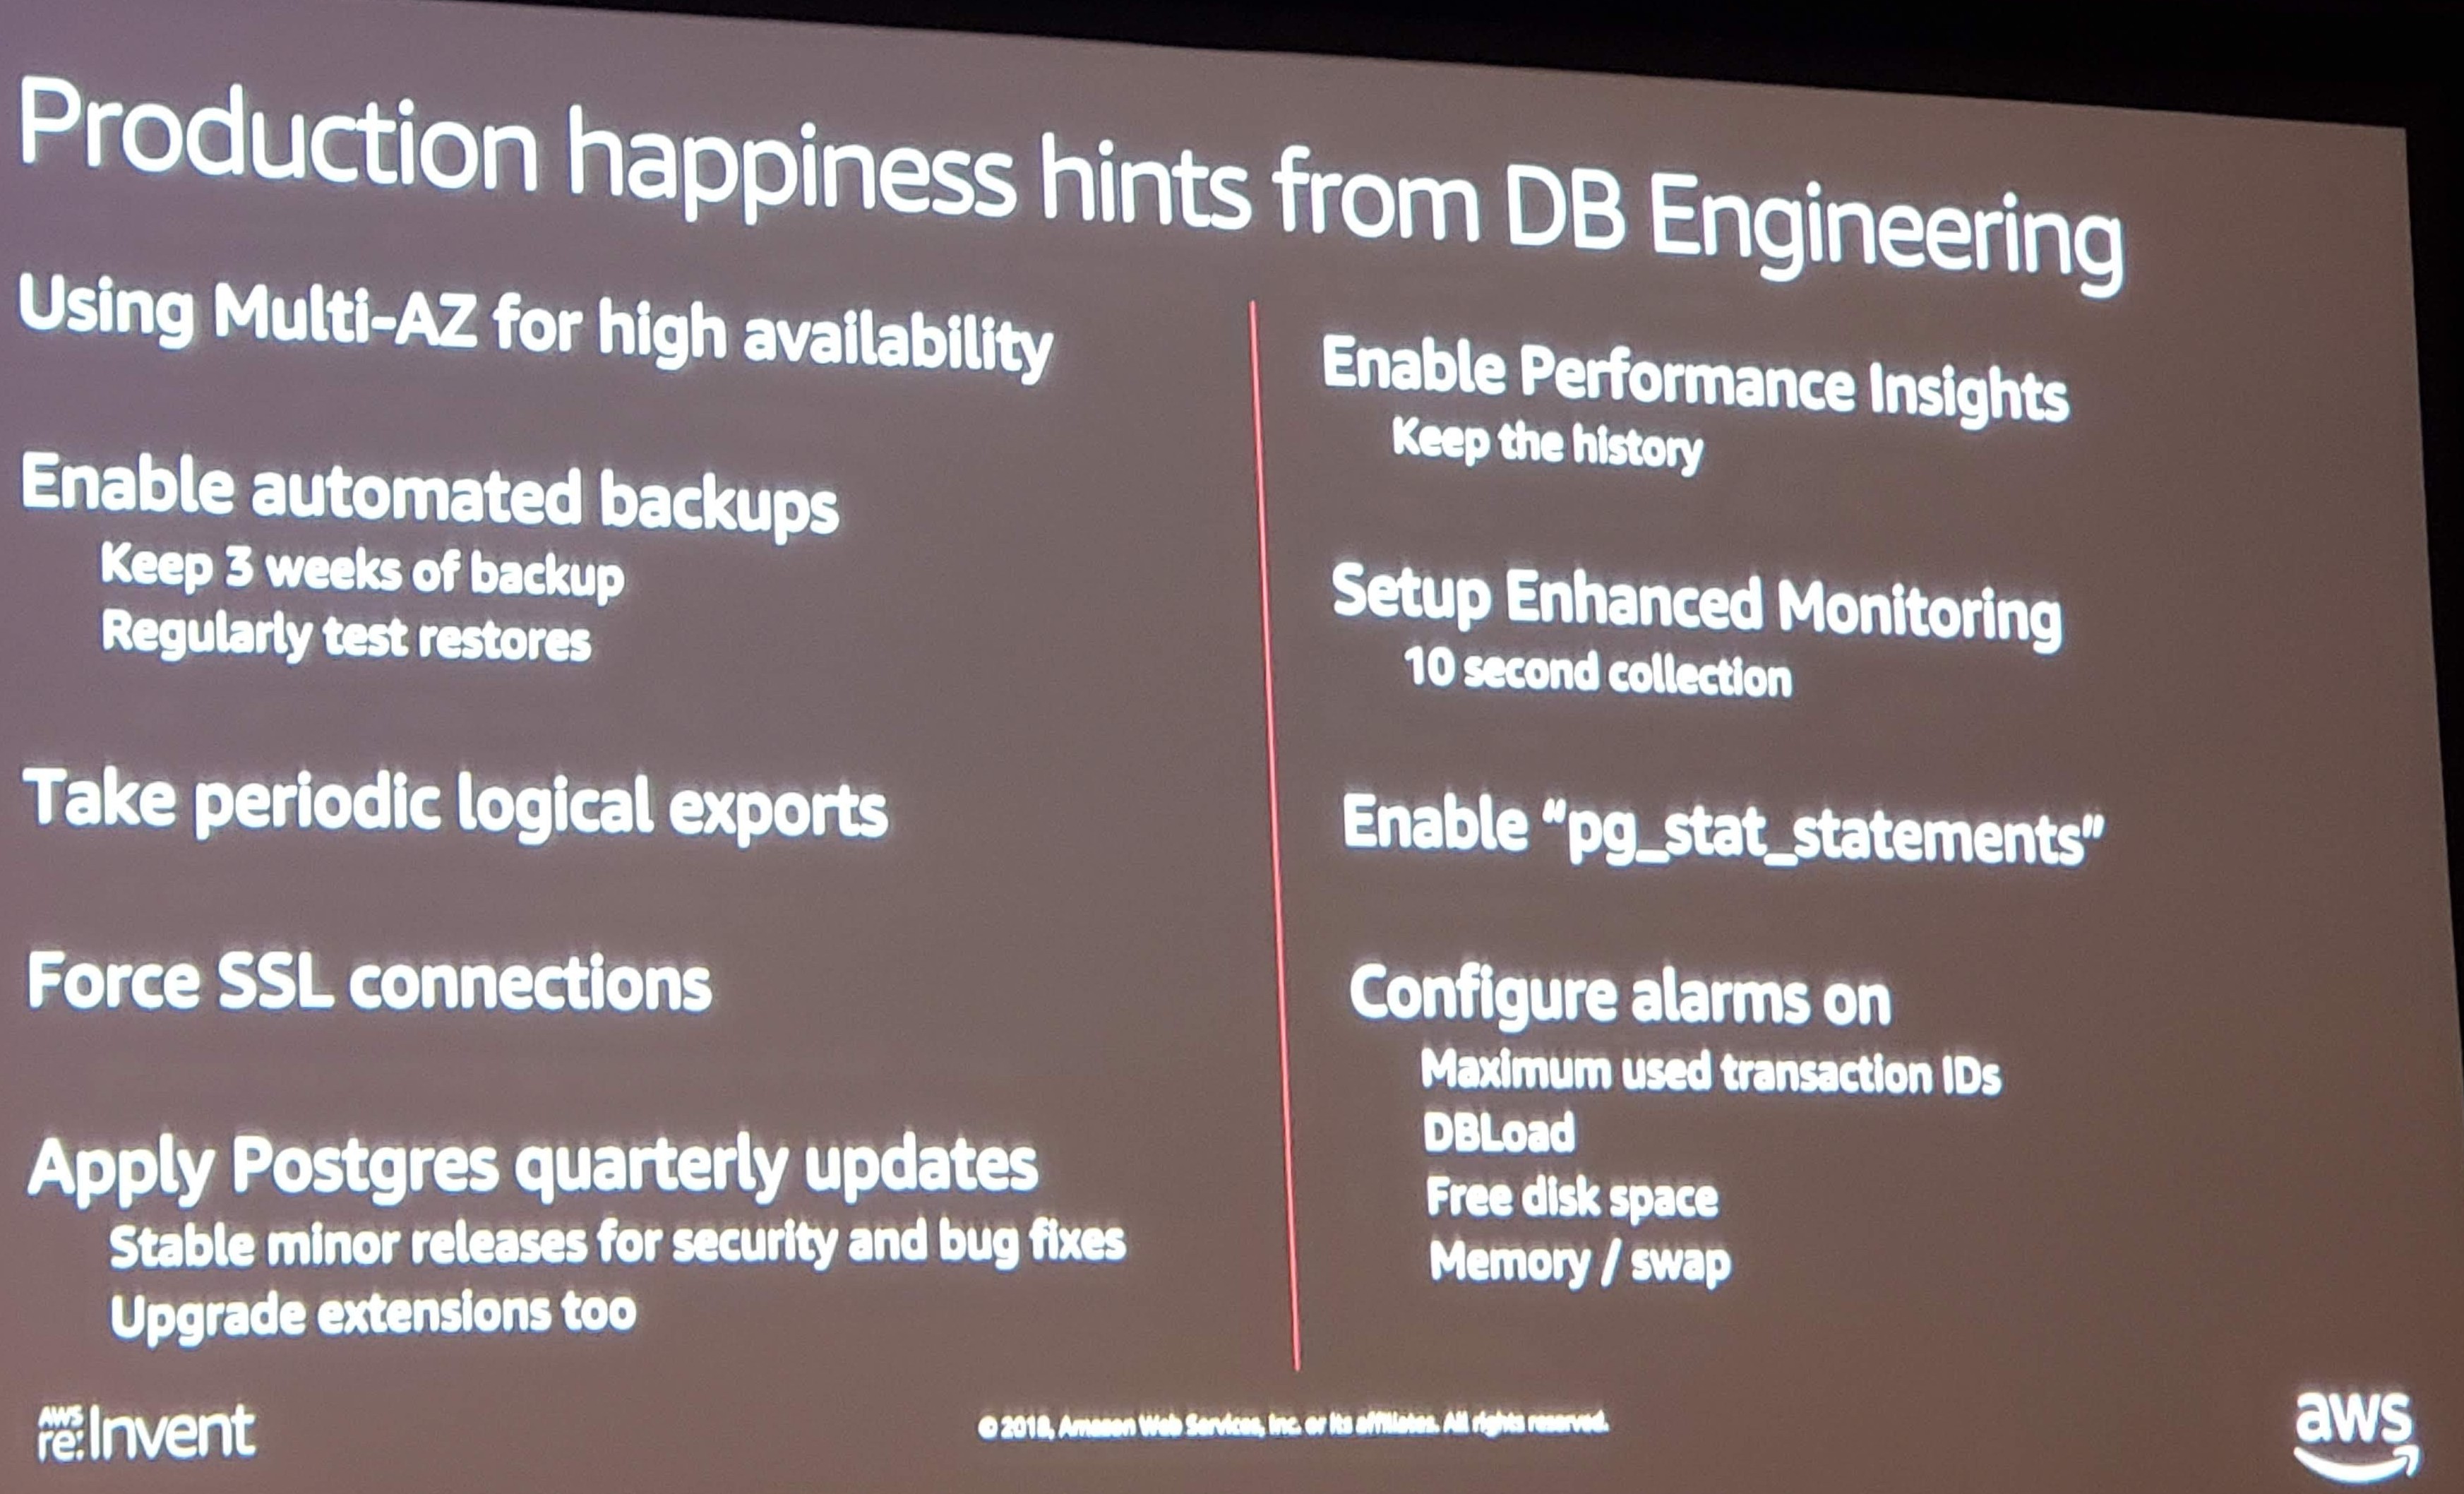 Production happiness hints from DB Engineering
Using Multi-AZ for high availability
Enable automated backups
Keep 3 weeks of backup
Regularly test restores
Take periodic logical exports
Force SSL connections
Apply Postgres quarterly updates
Stable minor releases for security and bug fixes
Upgrade extensions too
Enable Performance Insights
Keep the history
Setup Enhanced Monitoring
10 second collection
Enable “pg_stat_statements”
Configure alarms on
Maximum used transaction IDs
DBLoad
Free disk space
Memory / swap
AWS
re:Invent
© 2018, Amazon Web Services, Inc. or its affiliates. All rights reserved.
aws